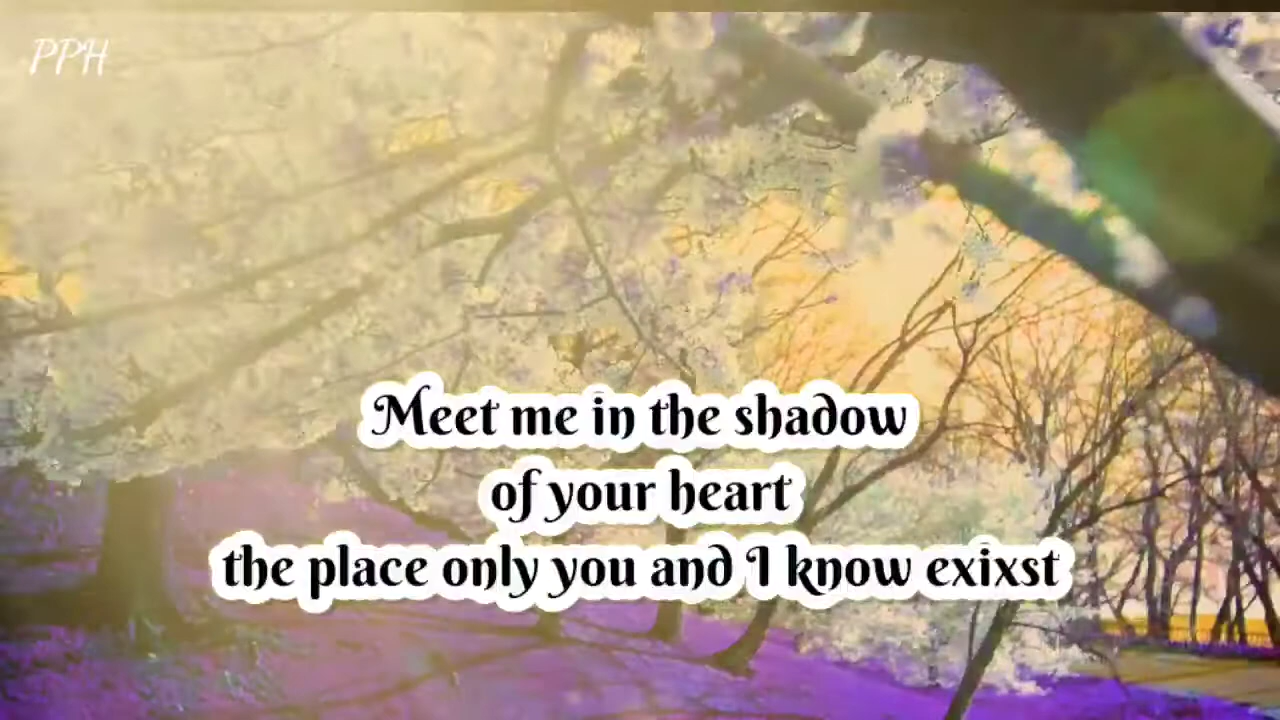 PPH
Meet me in the shadow
of your heart
the place only you and I know exixst